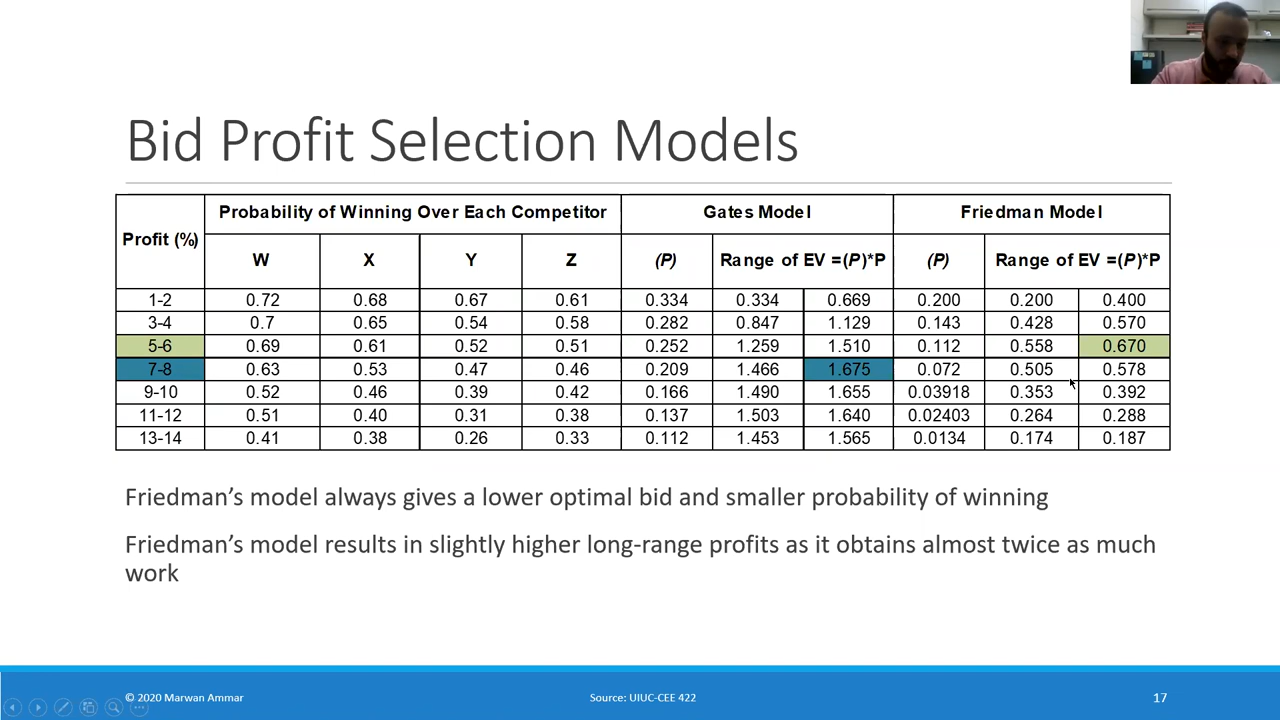 Bid Profit Selection Models
Profit (%) Probability of Winning Over Each Competitor Gates Model Friedman Model
W X Y Z (P) Range of EV =(P)*P (P) Range of EV =(P)*P
1-2 0.72 0.68 0.67 0.61 0.334 0.334 0.669 0.200 0.200 0.400
3-4 0.7 0.65 0.54 0.58 0.282 0.847 1.129 0.143 0.428 0.570
5-6 0.69 0.61 0.52 0.51 0.252 1.259 1.510 0.112 0.558 0.670
7-8 0.63 0.53 0.47 0.46 0.209 1.466 1.675 0.072 0.505 0.578
9-10 0.52 0.46 0.39 0.42 0.166 1.490 1.655 0.03918 0.353 0.392
11-12 0.51 0.40 0.31 0.38 0.137 1.503 1.640 0.02403 0.264 0.288
13-14 0.41 0.38 0.26 0.33 0.112 1.453 1.565 0.0134 0.174 0.187
Friedman’s model always gives a lower optimal bid and smaller probability of winning
Friedman’s model results in slightly higher long-range profits as it obtains almost twice as much
work
© 2020 Marwan Ammar Source: UIUC-CEE 422 17